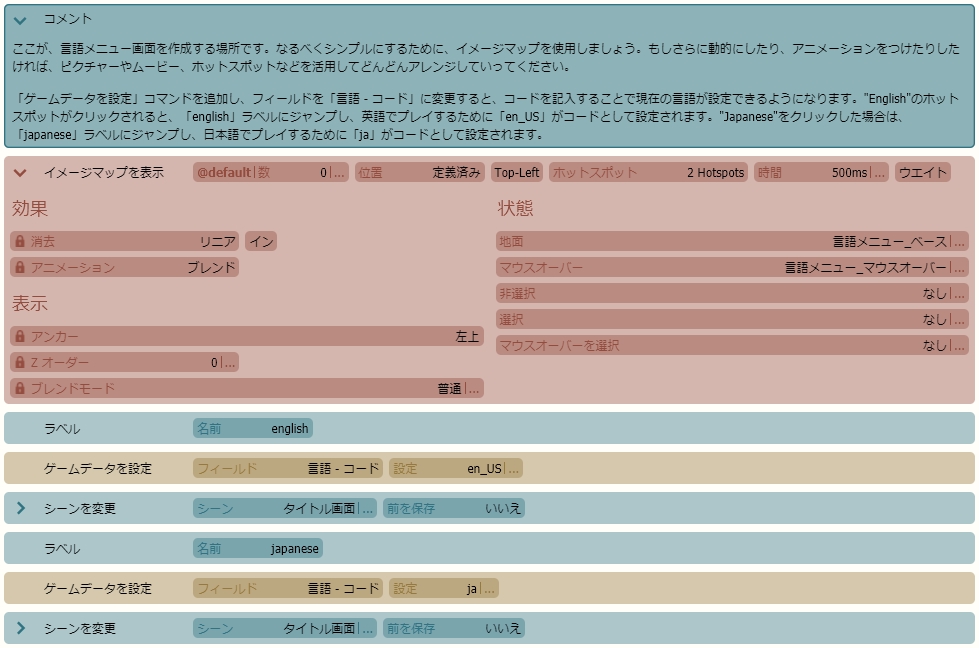 コメント
ここが、言語メニュー画面を作成する場所です。なるべくシンプルにするために、イメージマップを使用しましょう。もしさらに動的にしたり、アニメーションをつけたりした
ければ、ピクチャーやムービー、ホットスポットなどを活用してどんどんアレンジしていってください。
「ゲームデータを設定」コマンドを追加し、フィールドを「言語 - コード」に変更すると、コードを記入することで現在の言語が設定できるようになります。"English"のホット
スポットがクリックされると、「english」ラベルにジャンプし、英語でプレイするために「en_US」がコードとして設定されます。"Japanese"をクリックした場合は、
「japanese」ラベルにジャンプし、日本語でプレイするために「ja」がコードとして設定されます。
イメージマップを表示 @default|数 0|... 位置 定義済み Top-Left ホットスポット 2 Hotspots 時間 500ms|... ウエイト
効果
消去 リニア イン
アニメーション ブレンド
表示
アンカー 左上
Z オーダー 0|...
ブレンドモード 普通|...
状態
地面 言語メニュー_ベース|...
マウスオーバー 言語メニュー_マウスオーバー|...
非選択 なし|...
選択 なし|...
マウスオーバーを選択 なし|...
ラベル 名前 english
ゲームデータを設定 フィールド 言語 - コード 設定 en_US|...
シーンを変更 シーン タイトル画面|... 前を保存 いいえ
ラベル 名前 japanese
ゲームデータを設定 フィールド 言語 - コード 設定 ja|...
シーンを変更 シーン タイトル画面|... 前を保存 いいえ